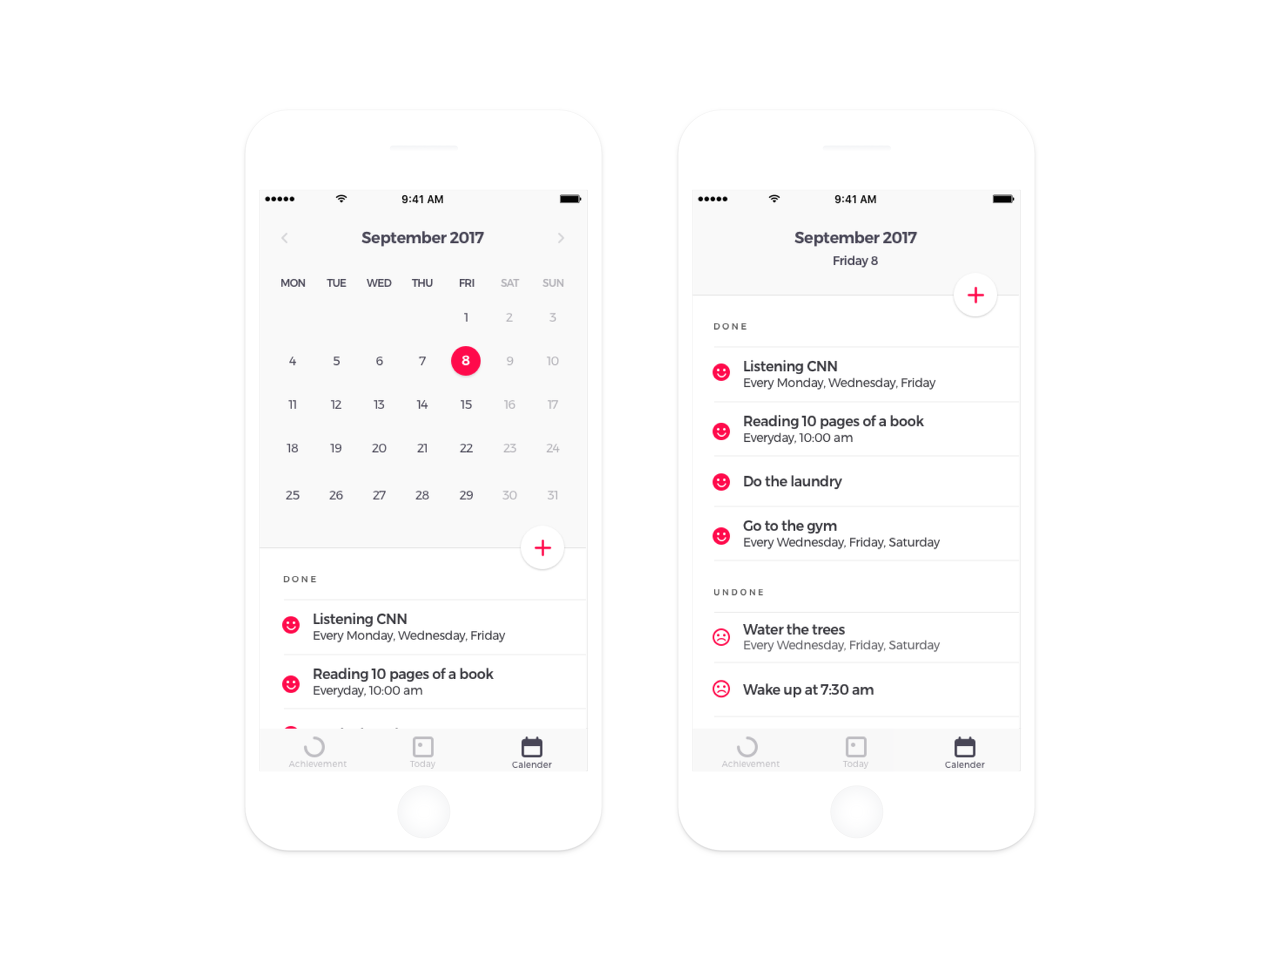 9:41 AM
September 2017
MON TUE WED THU FRI SAT SUN
1 2 3
4 5 6 7 8 9 10
11 12 13 14 15 16 17
18 19 20 21 22 23 24
25 26 27 28 29 30 31
DONE
Listening CNN
Every Monday, Wednesday, Friday
Reading 10 pages of a book
Everyday, 10:00 am
Achievement Today Calender
9:41 AM
September 2017
Friday 8
DONE
Listening CNN
Every Monday, Wednesday, Friday
Reading 10 pages of a book
Everyday, 10:00 am
Do the laundry
Go to the gym
Every Wednesday, Friday, Saturday
UNDONE
Water the trees
Every Wednesday, Friday, Saturday
Wake up at 7:30 am
Achievement Today Calender